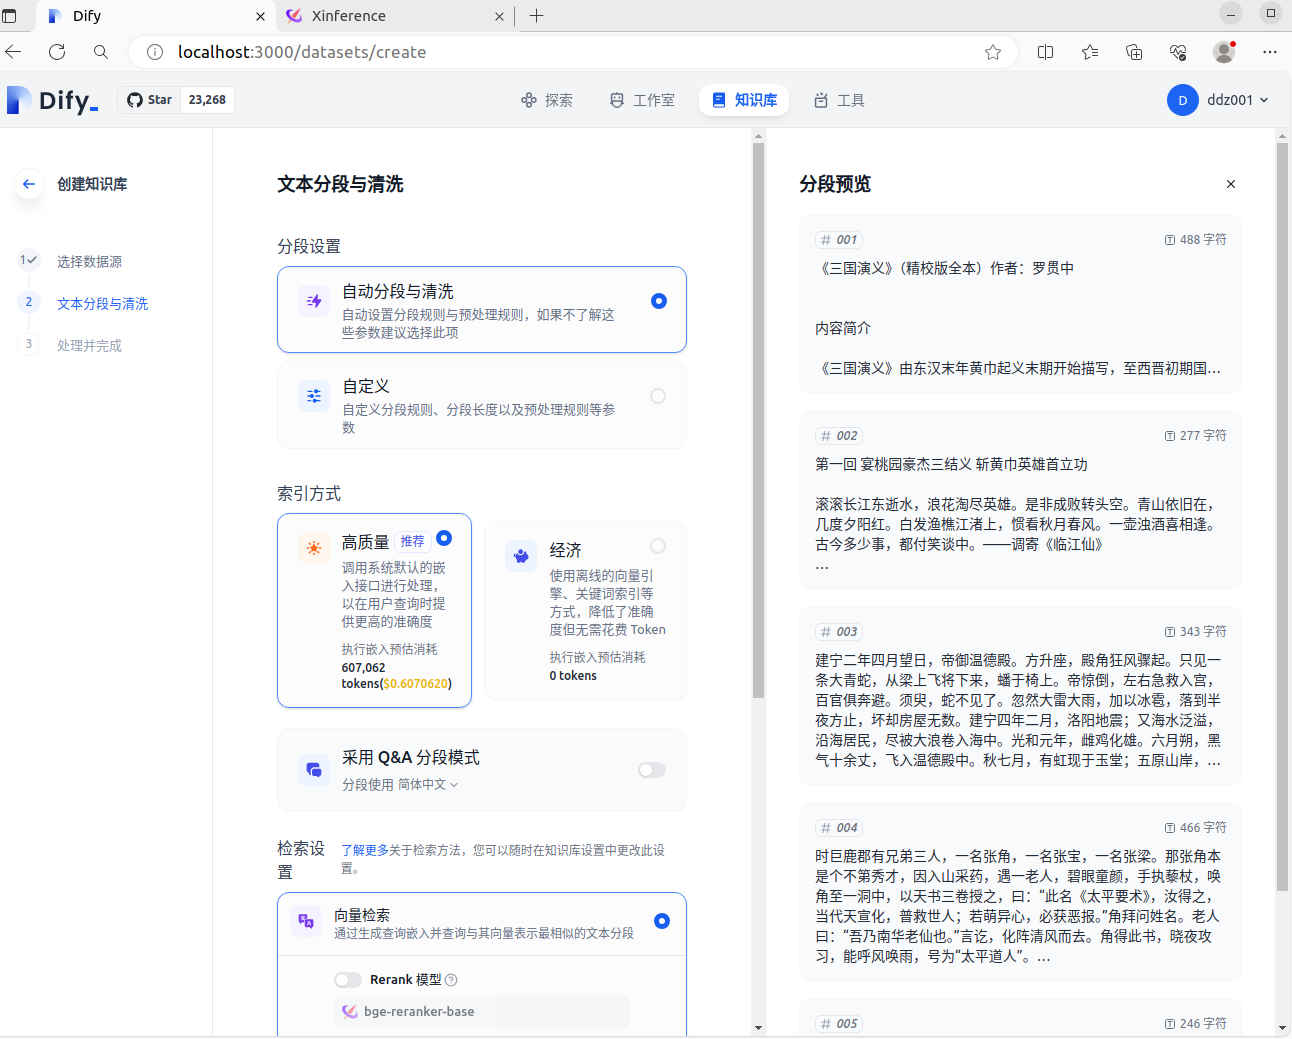 Dify
Xinference
localhost:3000/datasets/create
Dify_
Star
23,268
探索
工作室
知识库
工具
D
ddz001
创建知识库
1
选择数据源
2
文本分段与清洗
3
处理并完成
文本分段与清洗
分段设置
自动分段与清洗
自动设置分段规则与预处理规则，如果不了解这
些参数建议选择此项
自定义
自定义分段规则、分段长度以及预处理规则等参
数
索引方式
高质量 推荐
调用系统默认的嵌
入接口进行处理，
以在用户查询时提
供更高的准确度
执行嵌入预估消耗
607,062
tokens($0.6070620)
经济
使用离线的向量引
擎、关键词索引等
方式，降低了准确
度但无需花费 Token
执行嵌入预估消耗
0 tokens
采用 Q&A 分段模式
分段使用 简体中文
检索设
置
了解更多关于检索方法，您可以随时在知识库设置中更改此设
置。
向量检索
通过生成查询嵌入并查询与其向量表示最相似的文本分段
Rerank 模型
bge-reranker-base
分段预览
# 001
488 字符
《三国演义》（精校版全本）作者：罗贯中
内容简介
《三国演义》由东汉末年黄巾起义末期开始描写，至西晋初期国...
# 002
277 字符
第一回 宴桃园豪杰三结义 斩黄巾英雄首立功
滚滚长江东逝水，浪花淘尽英雄。是非成败转头空。青山依旧在，
几度夕阳红。白发渔樵江渚上，惯看秋月春风。一壶浊酒喜相逢。
古今多少事，都付笑谈中。——调寄《临江仙》
...
# 003
343 字符
建宁二年四月望日，帝御温德殿。方升座，殿角狂风骤起。只见一
条大青蛇，从梁上飞将下来，蟠于椅上。帝惊倒，左右急救入宫，
百官俱奔避。须臾，蛇不见了。忽然大雷大雨，加以冰雹，落到半
夜方止，坏却房屋无数。建宁四年二月，洛阳地震；又海水泛溢，
沿海居民，尽被大浪卷入海中。光和元年，雌鸡化雄。六月朔，黑
气十余丈，飞入温德殿中。秋七月，有虹现于玉堂；五原山岸，...
# 004
466 字符
时巨鹿郡有兄弟三人，一名张角，一名张宝，一名张梁。那张角本
是个不第秀才，因入山采药，遇一老人，碧眼童颜，手执藜杖，唤
角至一洞中，以天书三卷授之，曰：“此名《太平要术》，汝得之，
当代天宣化，普救世人；若萌异心，必获恶报。”角拜问姓名。老人
曰：“吾乃南华老仙也。”言讫，化阵清风而去。角得此书，晓夜攻
习，能呼风唤雨，号为“太平道人”。...
# 005
246 字符